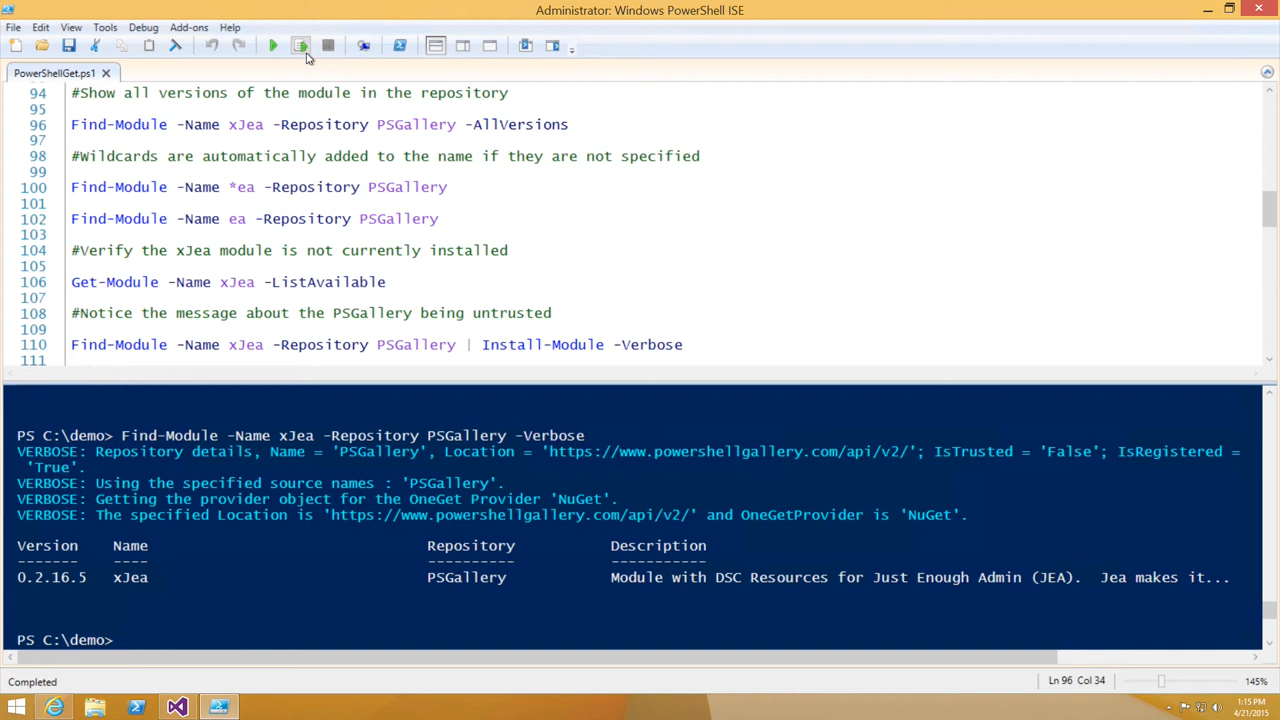 Administrator: Windows PowerShell ISE
File Edit View Tools Debug Add-ons Help
PowerShellGet.ps1
94 #Show all versions of the module in the repository
95
96 Find-Module -Name xJea -Repository PSGallery -AllVersions
97
98 #Wildcards are automatically added to the name if they are not specified
99
100 Find-Module -Name *ea -Repository PSGallery
101
102 Find-Module -Name ea -Repository PSGallery
103
104 #Verify the xJea module is not currently installed
105
106 Get-Module -Name xJea -ListAvailable
107
108 #Notice the message about the PSGallery being untrusted
109
110 Find-Module -Name xJea -Repository PSGallery | Install-Module -Verbose
111
PS C:\demo> Find-Module -Name xJea -Repository PSGallery -Verbose
VERBOSE: Repository details, Name = 'PSGallery', Location = 'https://www.powershellgallery.com/api/v2/'; IsTrusted = 'False'; IsRegistered =
'True'.
VERBOSE: Using the specified source names : 'PSGallery'.
VERBOSE: Getting the provider object for the OneGet Provider 'NuGet'.
VERBOSE: The specified Location is 'https://www.powershellgallery.com/api/v2/' and OneGetProvider is 'NuGet'.
Version Name Repository Description
------- ---- ---------- -----------
0.2.16.5 xJea PSGallery Module with DSC Resources for Just Enough Admin (JEA). Jea makes it...
PS C:\demo>
Completed Ln 96 Col 34 145%
1:15 PM
4/21/2015